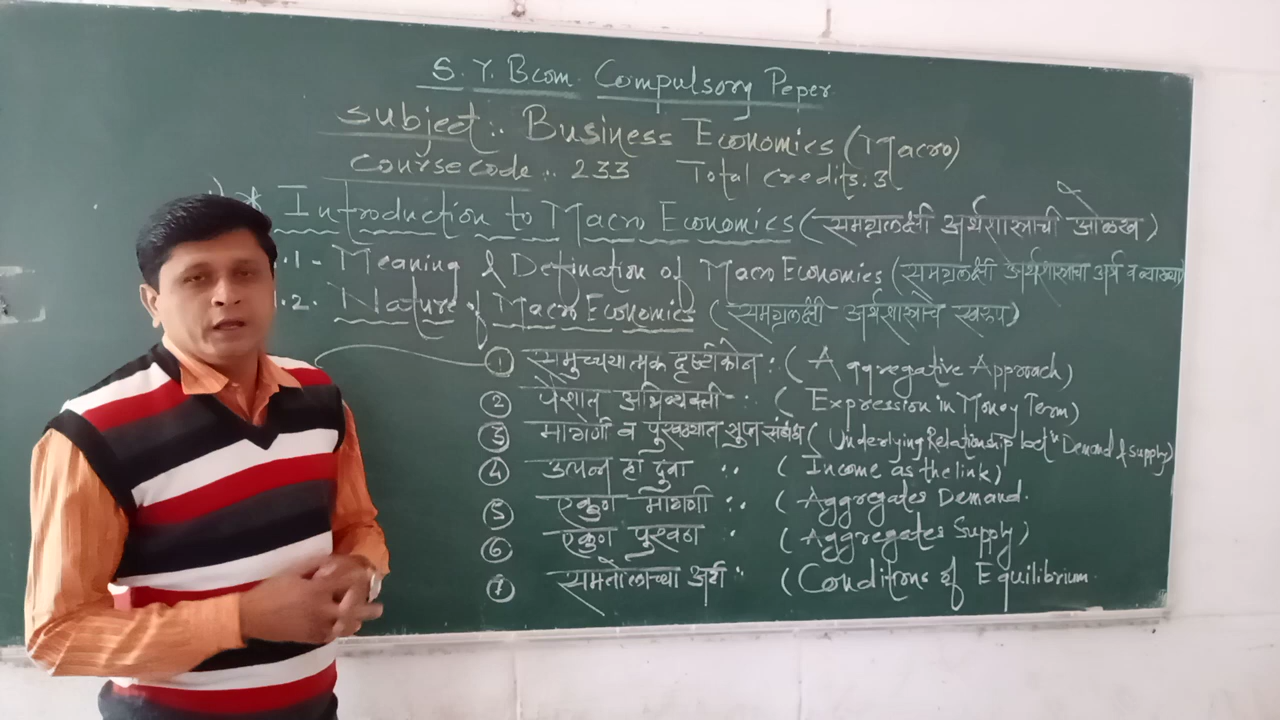 S. Y. Bcom. Compulsory Peper
Subject:- Business Economics (Macro)
Course code :- 233 Total Credits. 3
* Introduction to Macro Economics (समग्रलक्षी अर्थशास्त्राची ओळख)
.1 - Meaning & Defination of Macro Economics (समग्रलक्षी अर्थशास्त्राचा अर्थ व व्याख्या)
.2. Nature of Macro Economics (समग्रलक्षी अर्थशास्त्राचे स्वरूप)
① समुच्चयात्मक दृष्टीकोन : (Aggregative Approach)
② पैशात अभिव्यक्ती :- (Expression in Money Term)
③ मागणी व पुरवठ्यात सुप्त संबंध (Underlying Relationship bet^n Demand & supply)
④ उत्पन्न हा दुवा :- (Income as the link)
⑤ एकुण मागणी :- (Aggregates Demand.
⑥ एकुण पुरवठा :- (Aggregates Supply)
⑦ समतोलाच्या अटी :- (Conditions of Equilibrium.